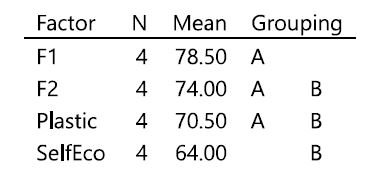 Factor N Mean Grouping
F1 4 78.50 A
F2 4 74.00 A B
Plastic 4 70.50 A B
SelfEco 4 64.00 B